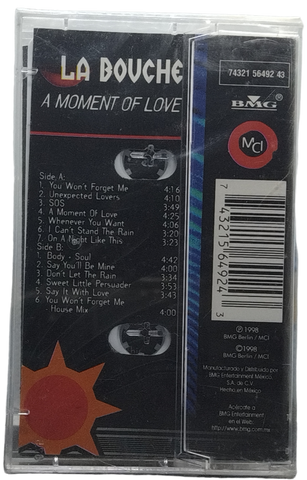 LA BOUCHE
A MOMENT OF LOVE
Side A:
1. You Won't Forget Me 4:16
2. Unexpected Lovers 4:10
3. SOS 3:49
4. A Moment Of Love 4:25
5. Whenever You Want 4:06
6. I Can't Stand The Rain 3:20
7. On A Night Like This 3:23
Side B:
1. Body - Soul 4:42
2. Say You'll Be Mine 4:00
3. Don't Let The Rain 3:34
4. Sweet Little Persuader 3:53
5. Say It With Love 3:43
6. You Won't Forget Me
House Mix 4:00
74321 56492 43
BMG
MCI
7 43215 64924 3
℗ 1998
BMG Berlin / MCI
©1998
BMG Berlin / MCI
Manufacturado y Distribuido por
BMG Entertainment México,
S.A. de C.V.
Hecho en México
Acércate a
BMG Entertainment
en el Web.
http://www.bmg.com.mx